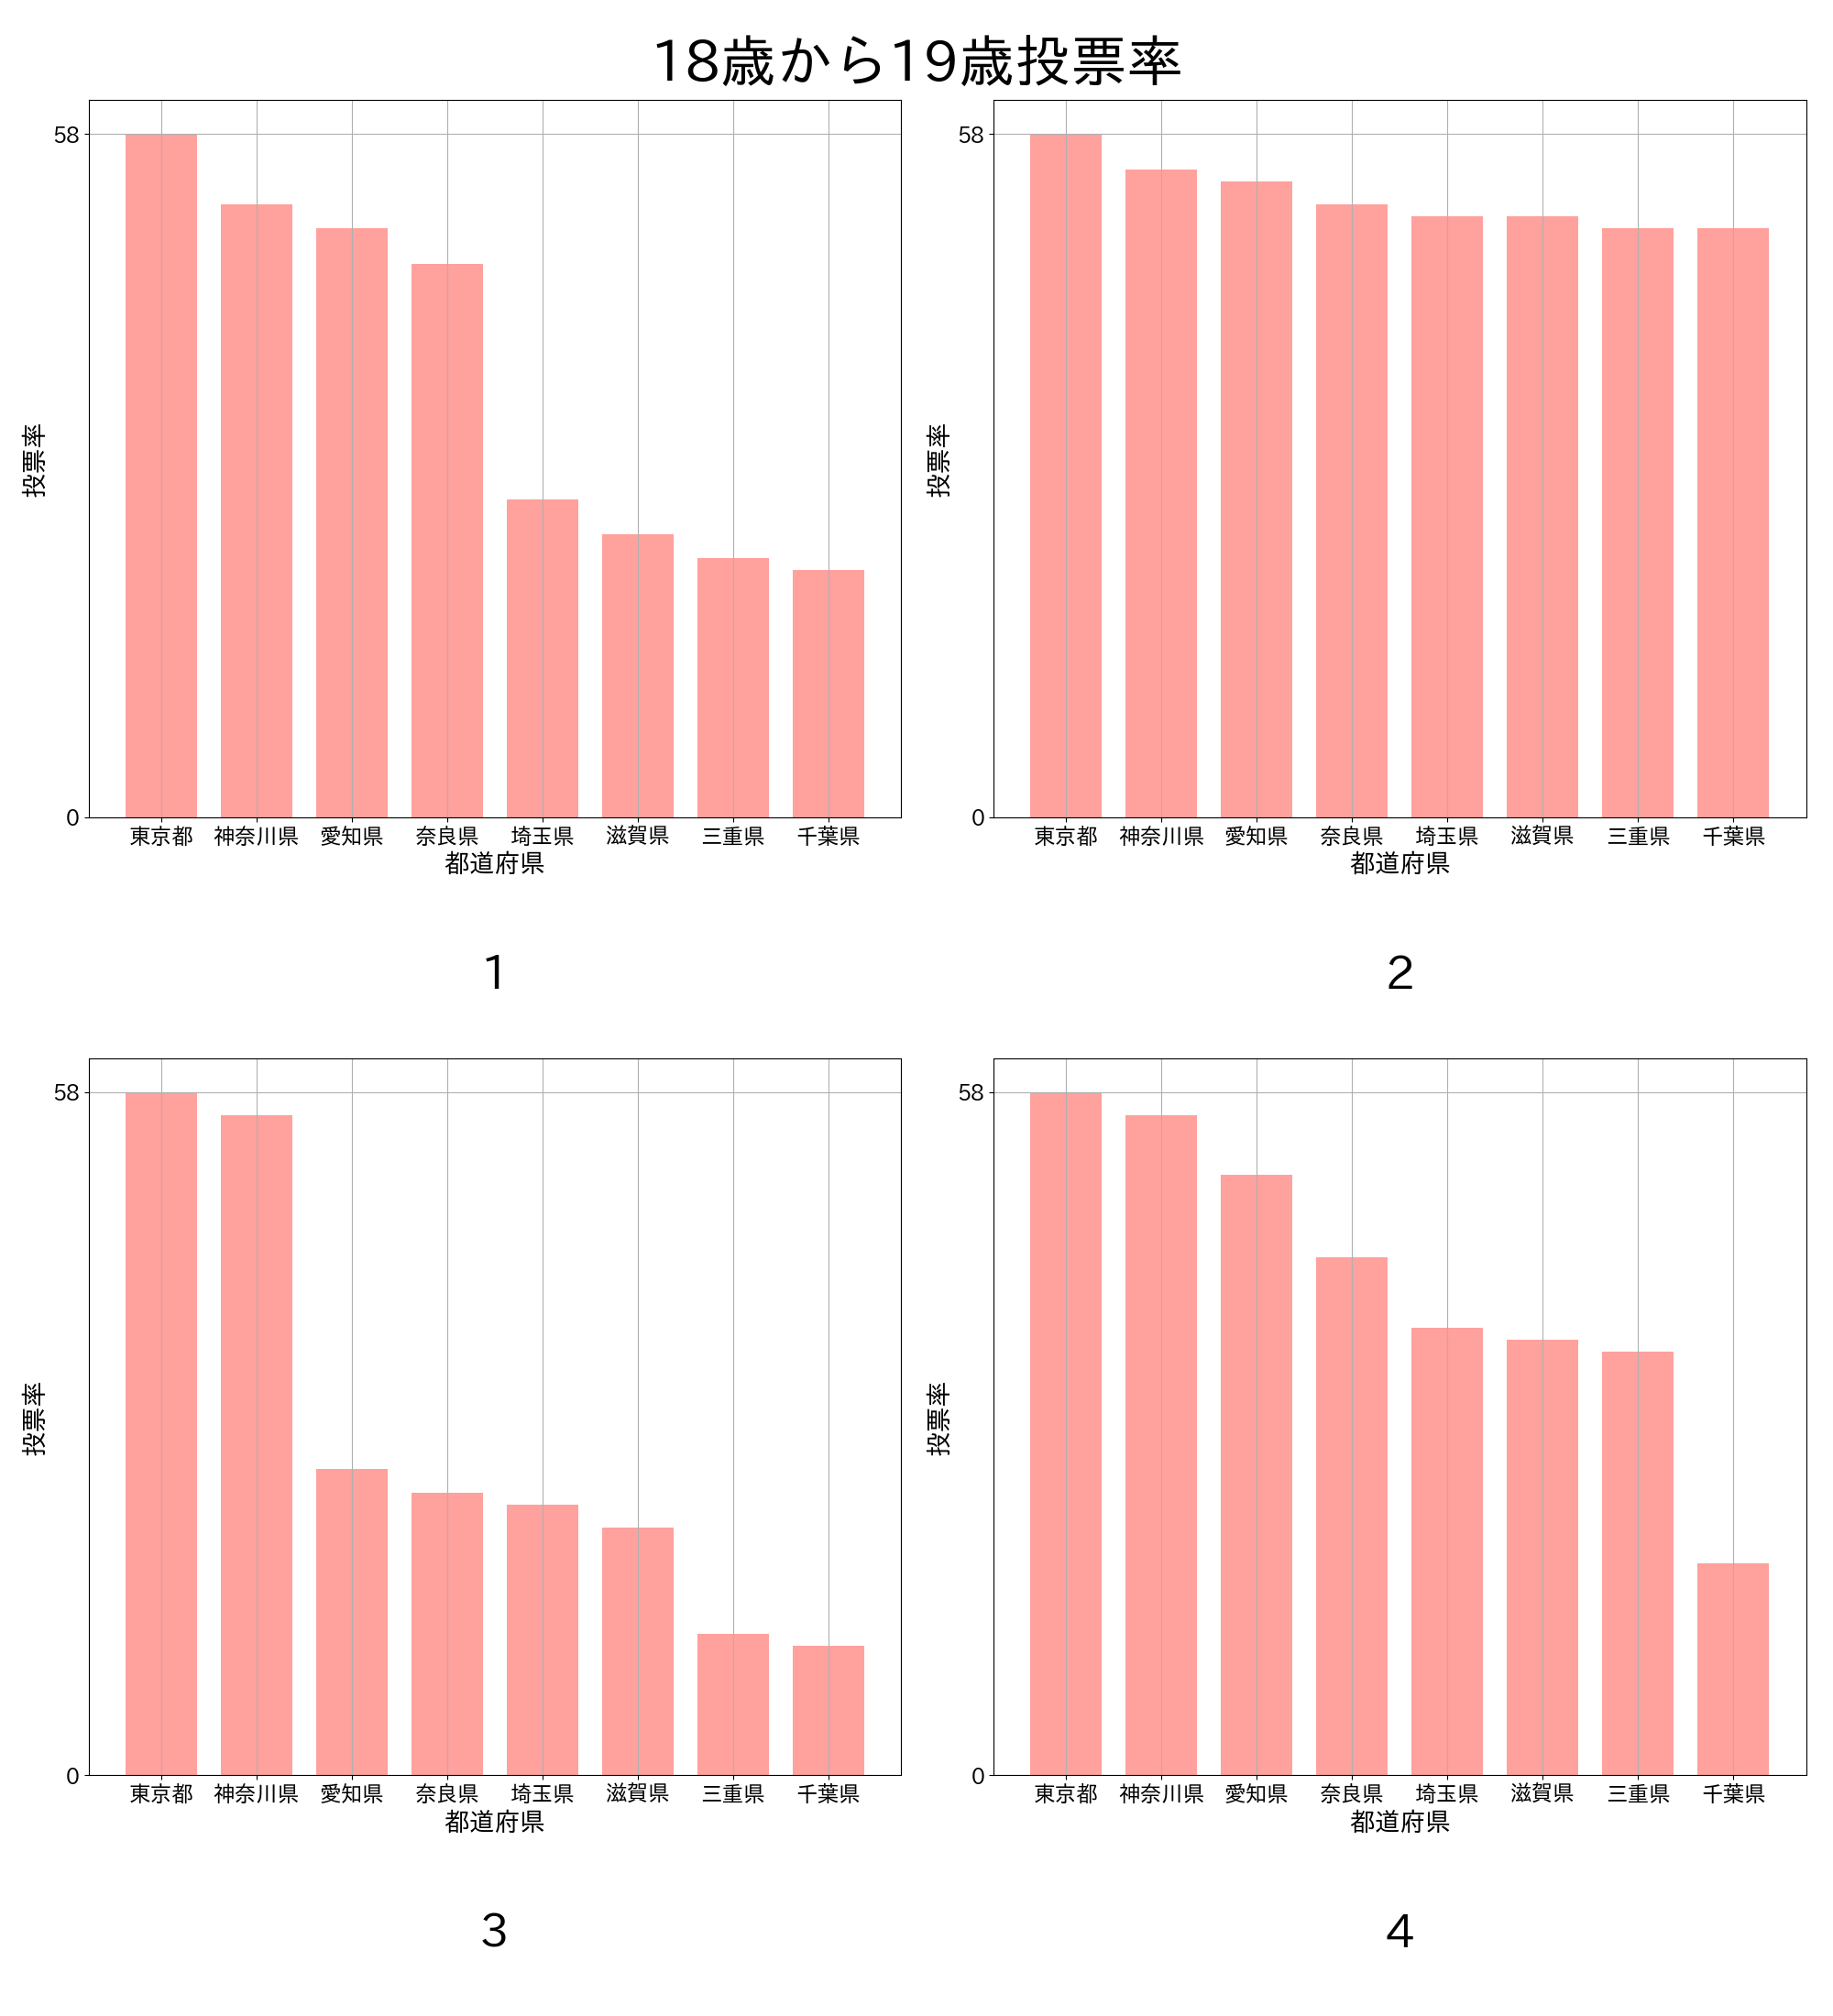 18歳から19歳投票率
58
0
投票率
東京都 神奈川県 愛知県 奈良県 埼玉県 滋賀県 三重県 千葉県
都道府県
1
58
0
投票率
東京都 神奈川県 愛知県 奈良県 埼玉県 滋賀県 三重県 千葉県
都道府県
2
58
0
投票率
東京都 神奈川県 愛知県 奈良県 埼玉県 滋賀県 三重県 千葉県
都道府県
3
58
0
投票率
東京都 神奈川県 愛知県 奈良県 埼玉県 滋賀県 三重県 千葉県
都道府県
4